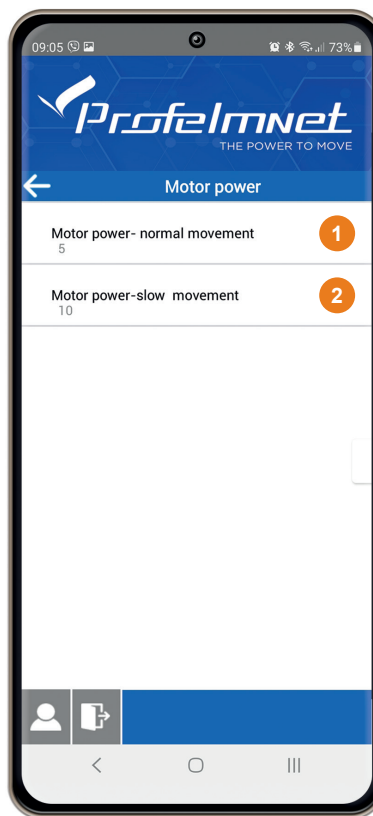 09:05 73%
Profelmnet
THE POWER TO MOVE
Motor power
Motor power- normal movement
5
1
Motor power-slow  movement
10
2